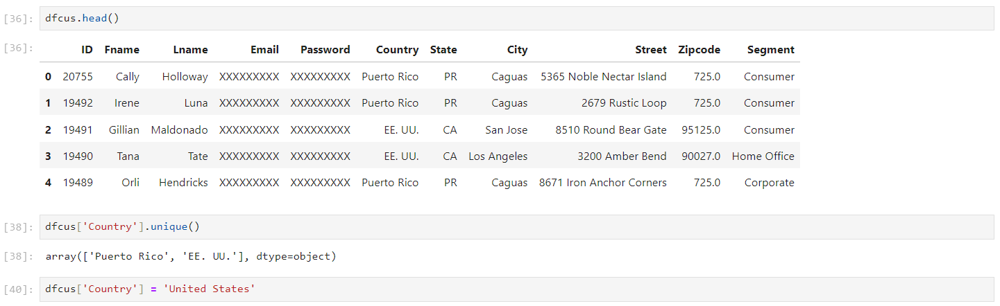 [36]: dfcus.head()
[36]: ID Fname Lname Email Password Country State City Street Zipcode Segment
0 20755 Cally Holloway XXXXXXXXX XXXXXXXXX Puerto Rico PR Caguas 5365 Noble Nectar Island 725.0 Consumer
1 19492 Irene Luna XXXXXXXXX XXXXXXXXX Puerto Rico PR Caguas 2679 Rustic Loop 725.0 Consumer
2 19491 Gillian Maldonado XXXXXXXXX XXXXXXXXX EE. UU. CA San Jose 8510 Round Bear Gate 95125.0 Consumer
3 19490 Tana Tate XXXXXXXXX XXXXXXXXX EE. UU. CA Los Angeles 3200 Amber Bend 90027.0 Home Office
4 19489 Orli Hendricks XXXXXXXXX XXXXXXXXX Puerto Rico PR Caguas 8671 Iron Anchor Corners 725.0 Corporate
[38]: dfcus['Country'].unique()
[38]: array(['Puerto Rico', 'EE. UU.'], dtype=object)
[40]: dfcus['Country'] = 'United States'